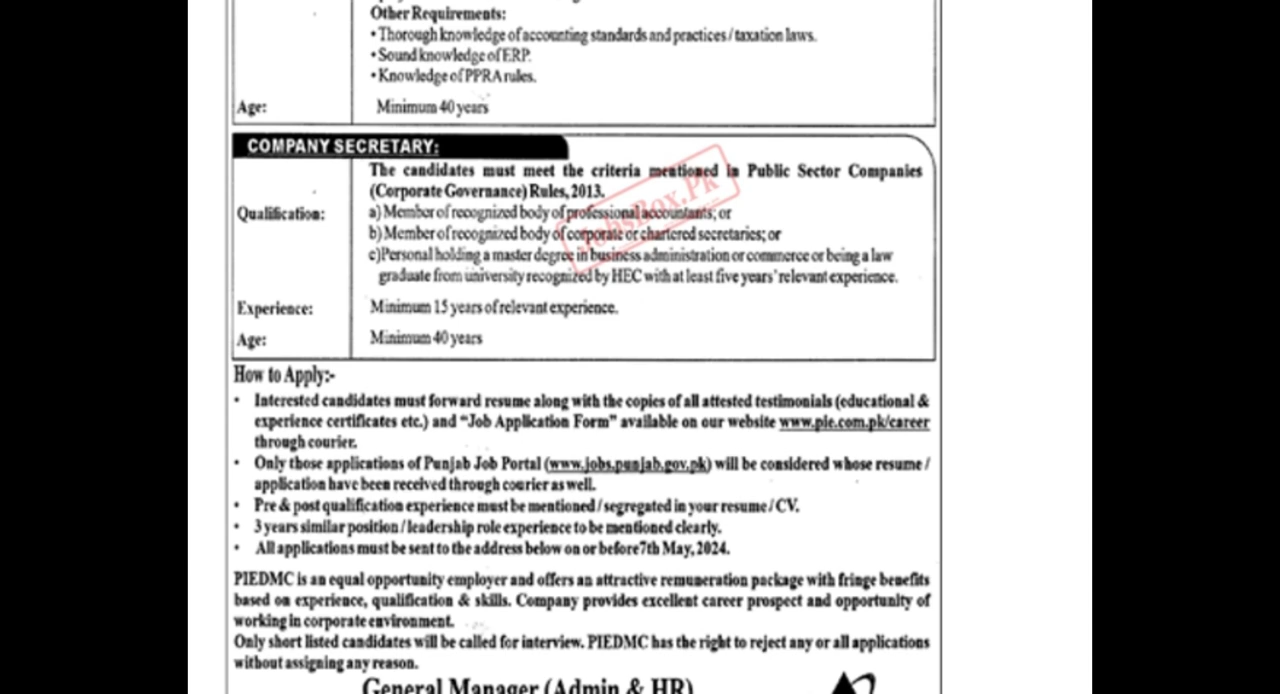 Other Requirements:
• Thorough knowledge of accounting standards and practices / taxation laws.
• Sound knowledge of ERP.
• Knowledge of PPRA rules.
Age: Minimum 40 years
COMPANY SECRETARY:
The candidates must meet the criteria mentioned in Public Sector Companies
(Corporate Governance) Rules, 2013.
Qualification: a) Member of recognized body of professional accountants; or
b) Member of recognized body of corporate or chartered secretaries; or
c)Personal holding a master degree in business administration or commerce or being a law
graduate from university recognized by HEC with at least five years' relevant experience.
JobsBox.Pk
Experience: Minimum 15 years of relevant experience.
Age: Minimum 40 years
How to Apply:-
• Interested candidates must forward resume along with the copies of all attested testimonials (educational &
experience certificates etc.) and "Job Application Form" available on our website www.pie.com.pk/career
through courier.
• Only those applications of Punjab Job Portal (www.jobs.punjab.gov.pk) will be considered whose resume /
application have been received through courier as well.
• Pre & post qualification experience must be mentioned / segregated in your resume / CV.
• 3 years similar position / leadership role experience to be mentioned clearly.
• All applications must be sent to the address below on or before 7th May, 2024.
PIEDMC is an equal opportunity employer and offers an attractive remuneration package with fringe benefits
based on experience, qualification & skills. Company provides excellent career prospect and opportunity of
working in corporate environment.
Only short listed candidates will be called for interview. PIEDMC has the right to reject any or all applications
without assigning any reason.
General Manager (Admin & HR)